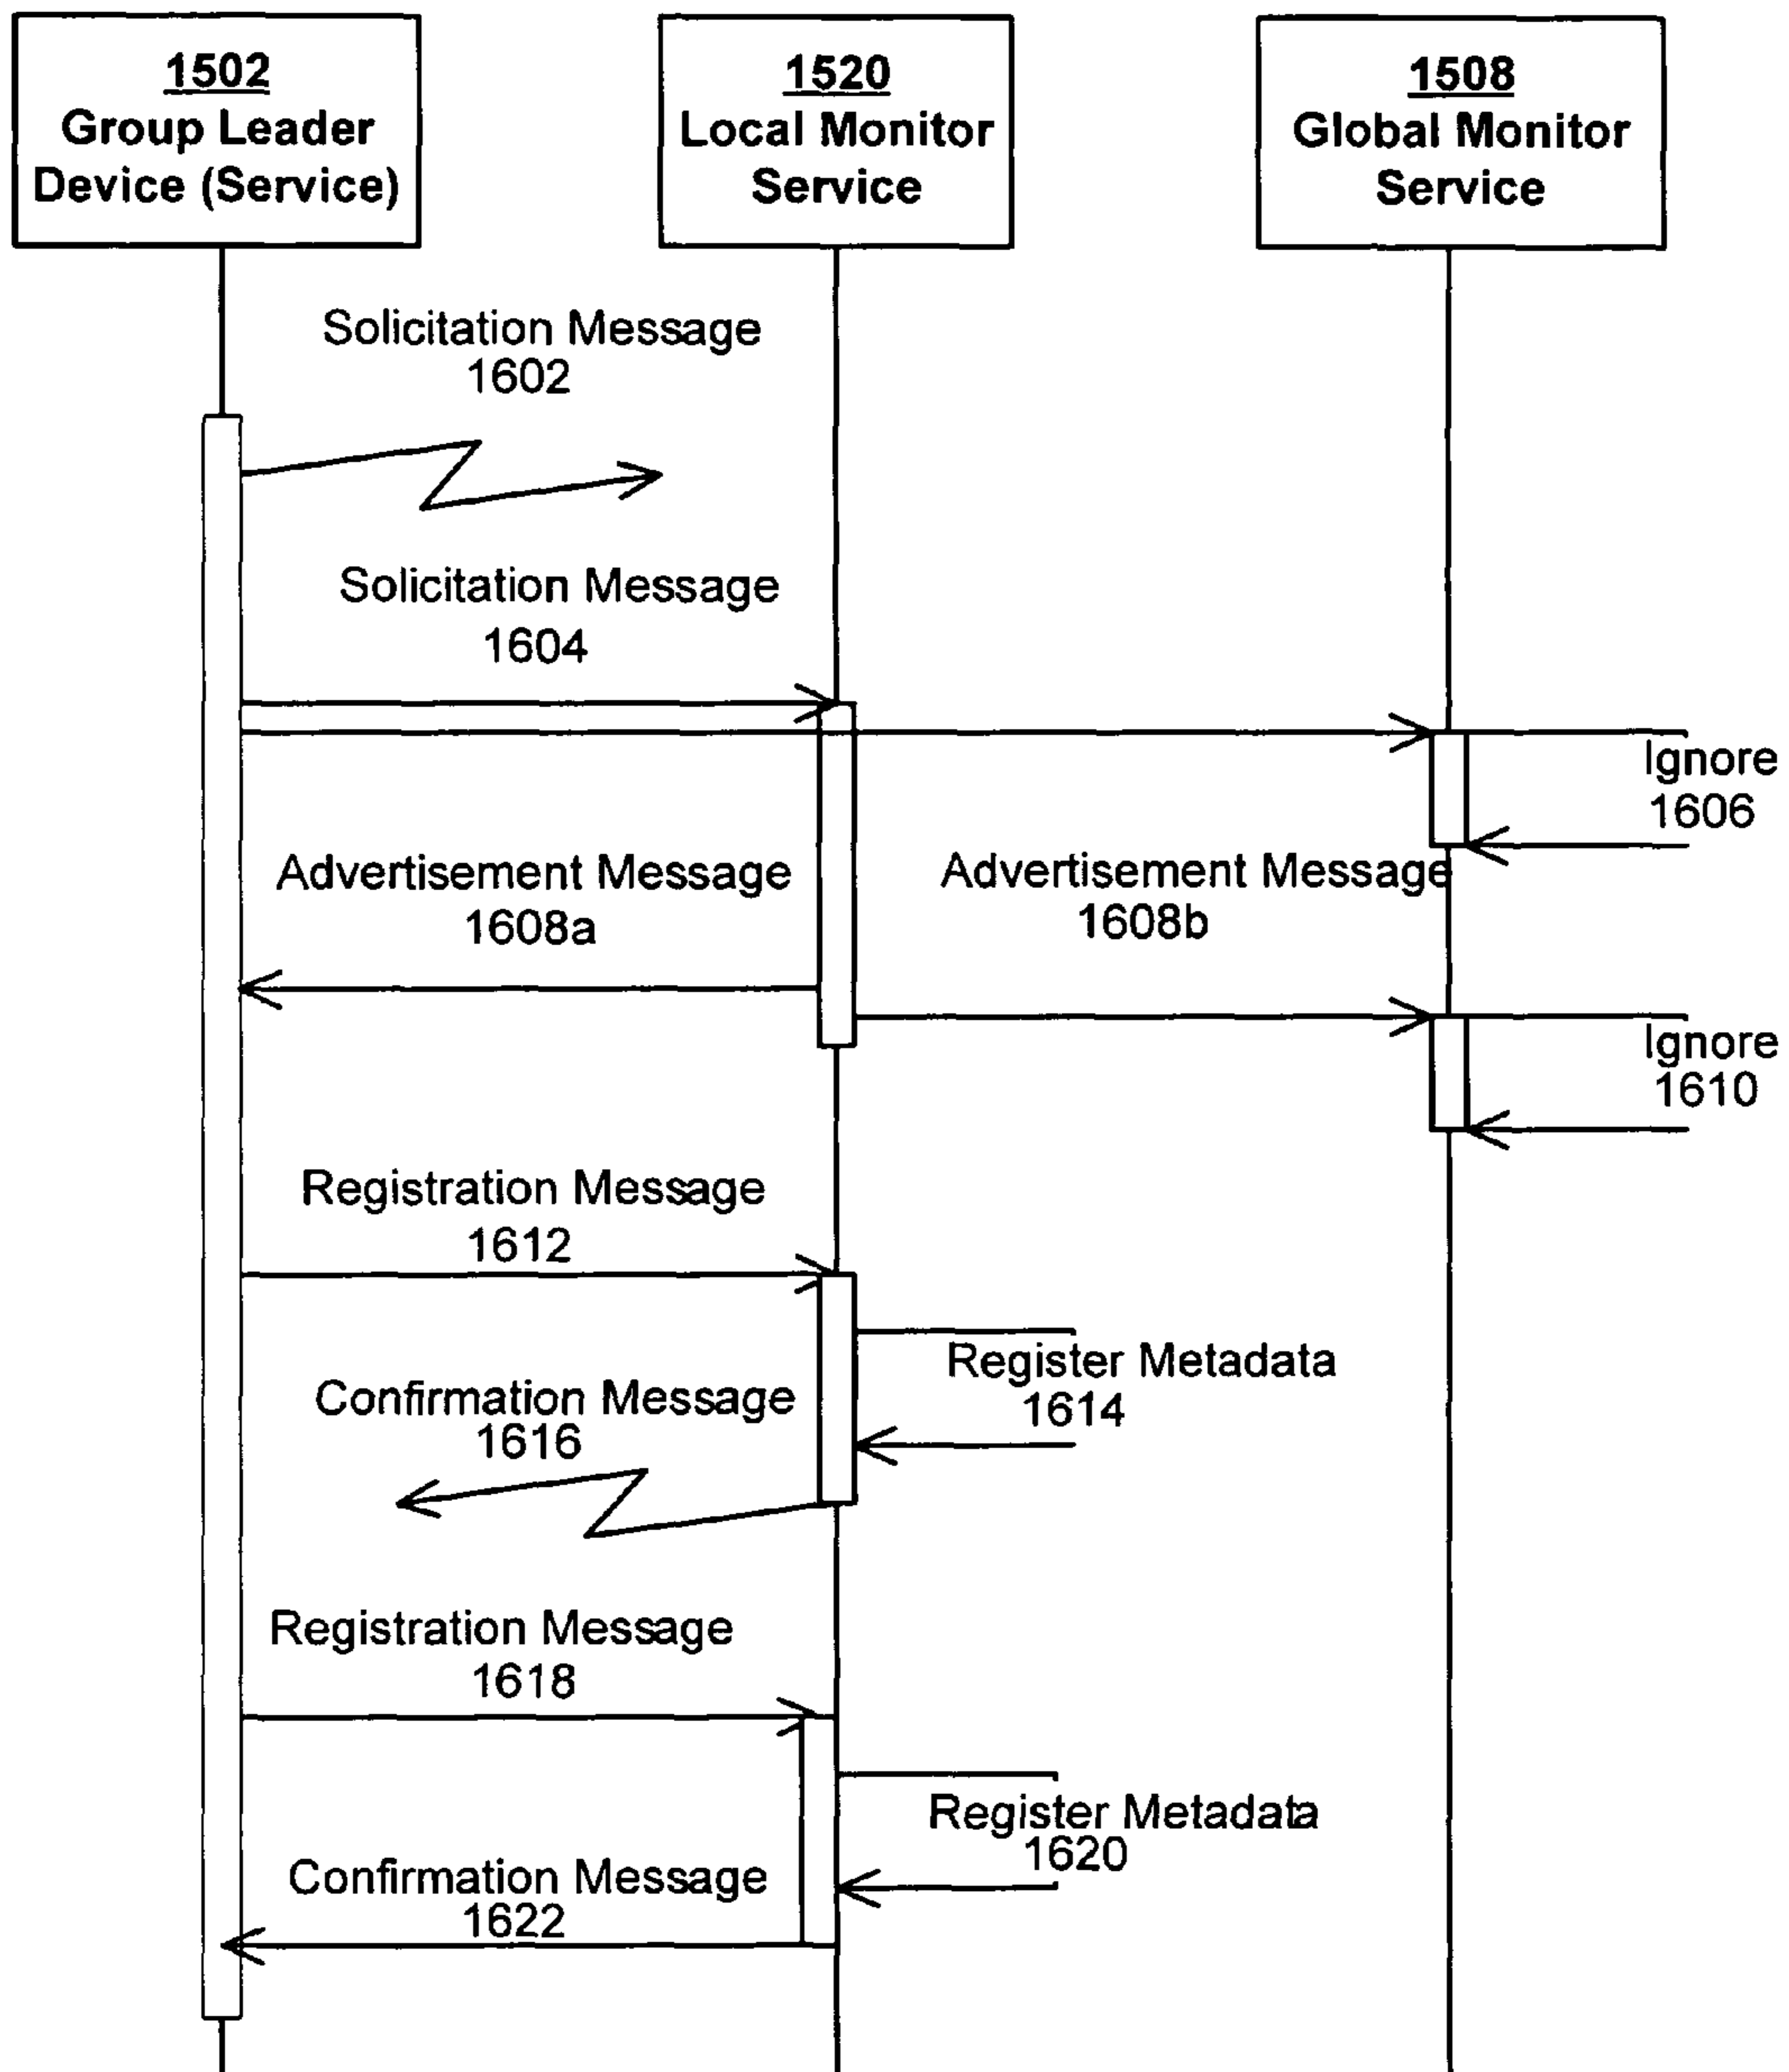 1502
Group Leader
Device (Service)
1520
Local Monitor
Service
1508
Global Monitor
Service
Solicitation Message
1602
Solicitation Message
1604
Ignore
1606
Advertisement Message
1608a
Advertisement Message
1608b
Ignore
1610
Registration Message
1612
Register Metadata
1614
Confirmation Message
1616
Registration Message
1618
Register Metadata
1620
Confirmation Message
1622